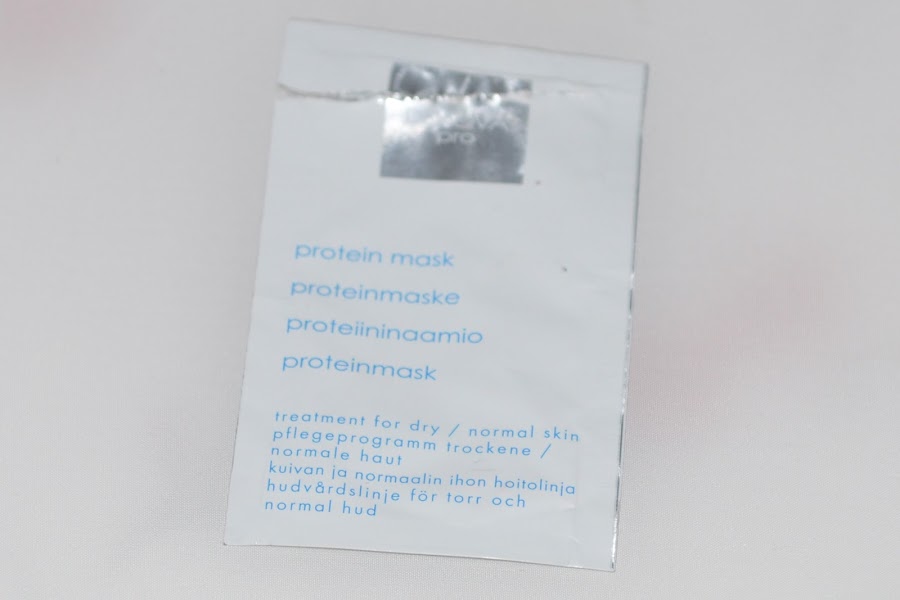 pro
protein mask
proteinmaske
proteiininaamio
proteinmask
treatment for dry / normal skin
pflegeprogramm trockene /
normale haut
kuivan ja normaalin ihon hoitolinja
hudvårdslinje för torr och
normal hud